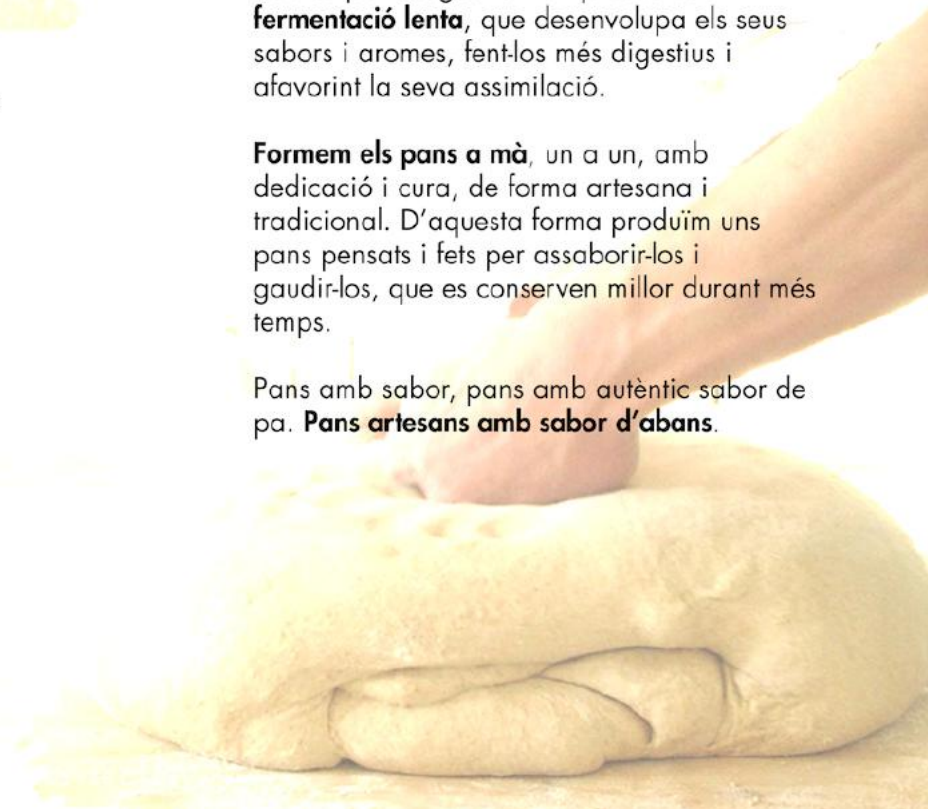 fermentació lenta, que desenvolupa els seus
sabors i aromes, fent-los més digestius i
afavorint la seva assimilació.
Formem els pans a mà, un a un, amb
dedicació i cura, de forma artesana i
tradicional. D'aquesta forma produïm uns
pans pensats i fets per assaborir-los i
gaudir-los, que es conserven millor durant més
temps.
Pans amb sabor, pans amb autèntic sabor de
pa. Pans artesans amb sabor d'abans.